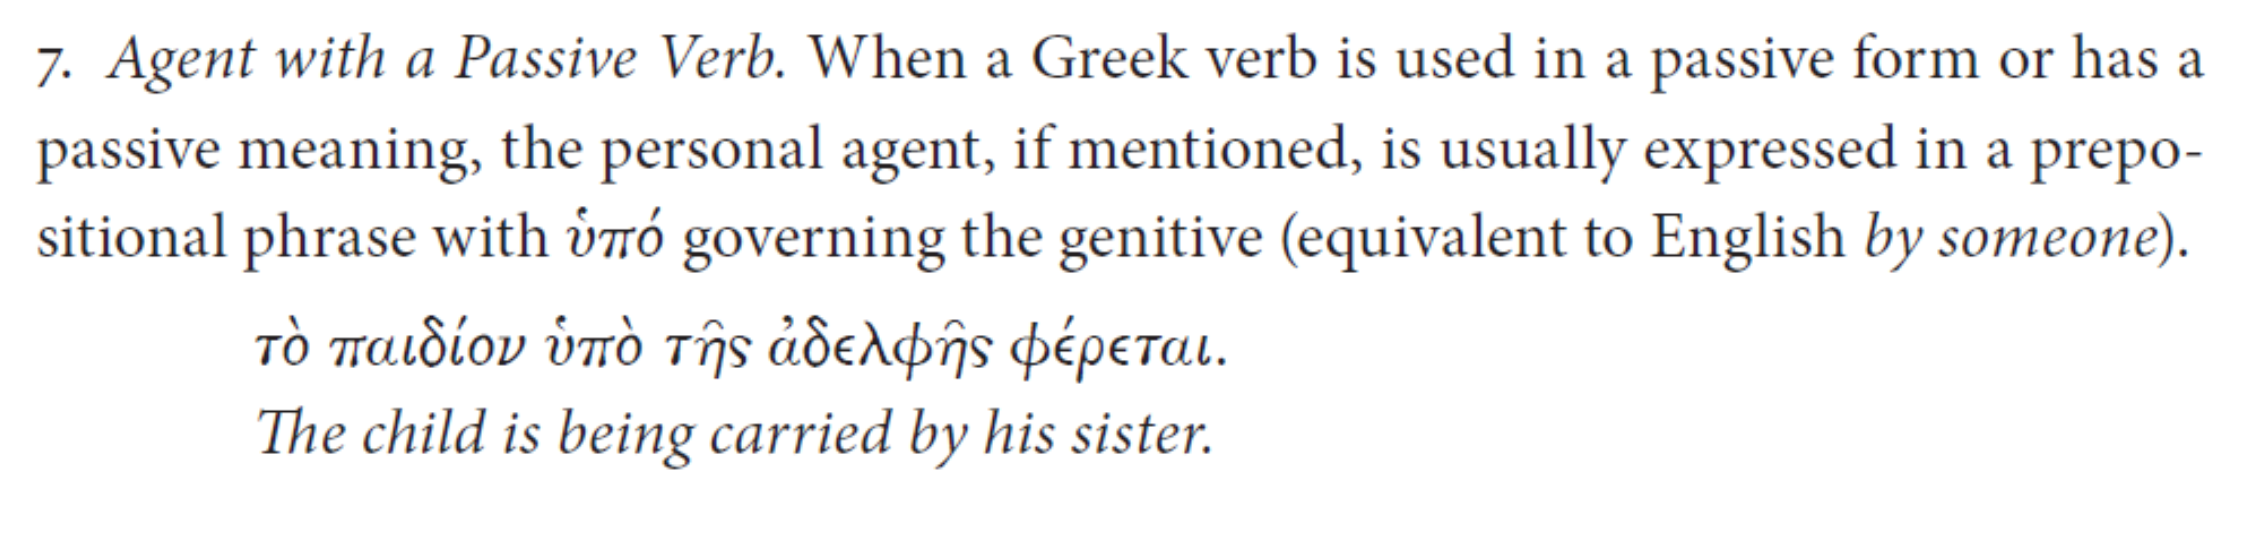 7. Agent with a Passive Verb. When a Greek verb is used in a passive form or has a
passive meaning, the personal agent, if mentioned, is usually expressed in a prepo-
sitional phrase with ὑπό governing the genitive (equivalent to English by someone).
τὸ παιδίον ὑπὸ τῆς ἀδελφῆς φέρεται.
The child is being carried by his sister.